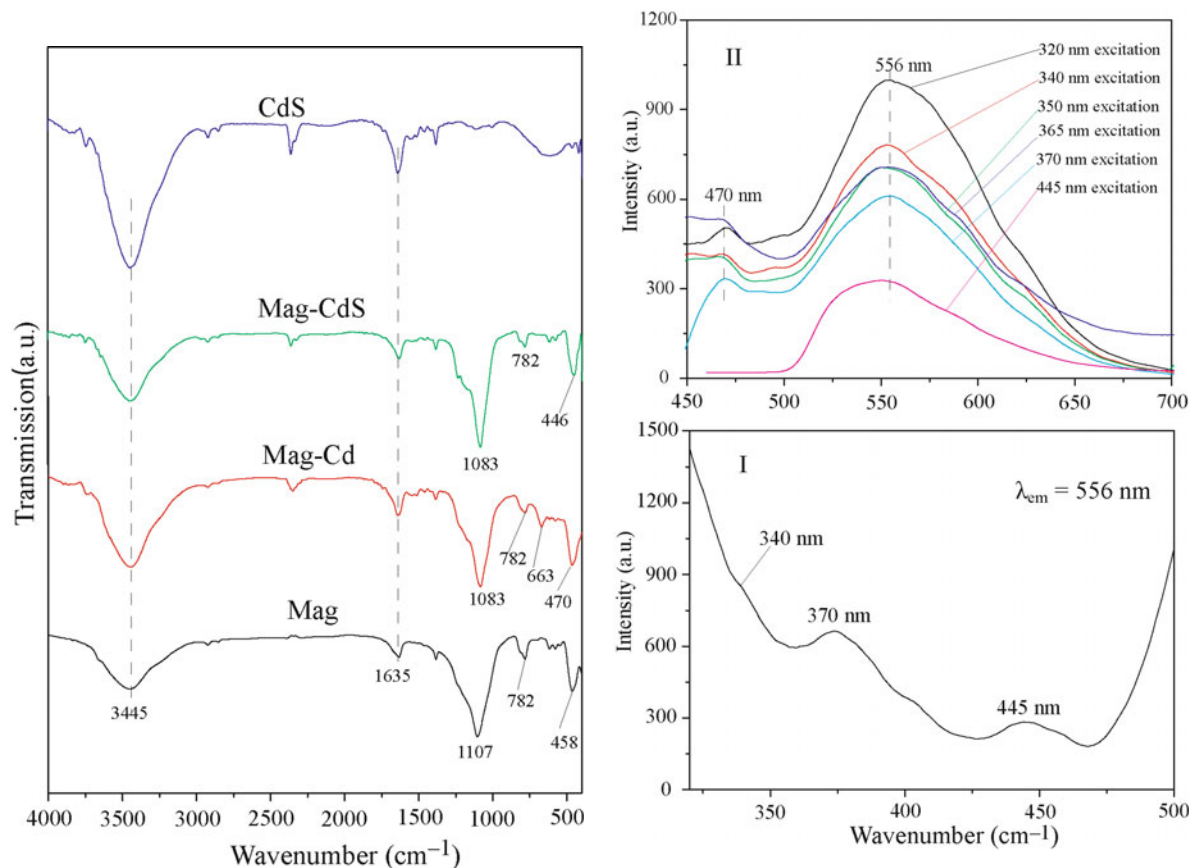 CdS
Mag-CdS
782
446
1083
Mag-Cd
782
663
1083
470
Mag
1635
782
3445
1107
458
Transmission(a.u.)
4000 3500 3000 2500 2000 1500 1000 500
Wavenumber (cm⁻¹)
1200
900
600
300
0
Intensity (a.u.)
II
556 nm
470 nm
320 nm excitation
340 nm excitation
350 nm excitation
365 nm excitation
370 nm excitation
445 nm excitation
450 500 550 600 650 700
1500
1200
900
600
300
0
Intensity (a.u.)
I
λem = 556 nm
340 nm
370 nm
445 nm
350 400 450 500
Wavenumber (cm⁻¹)